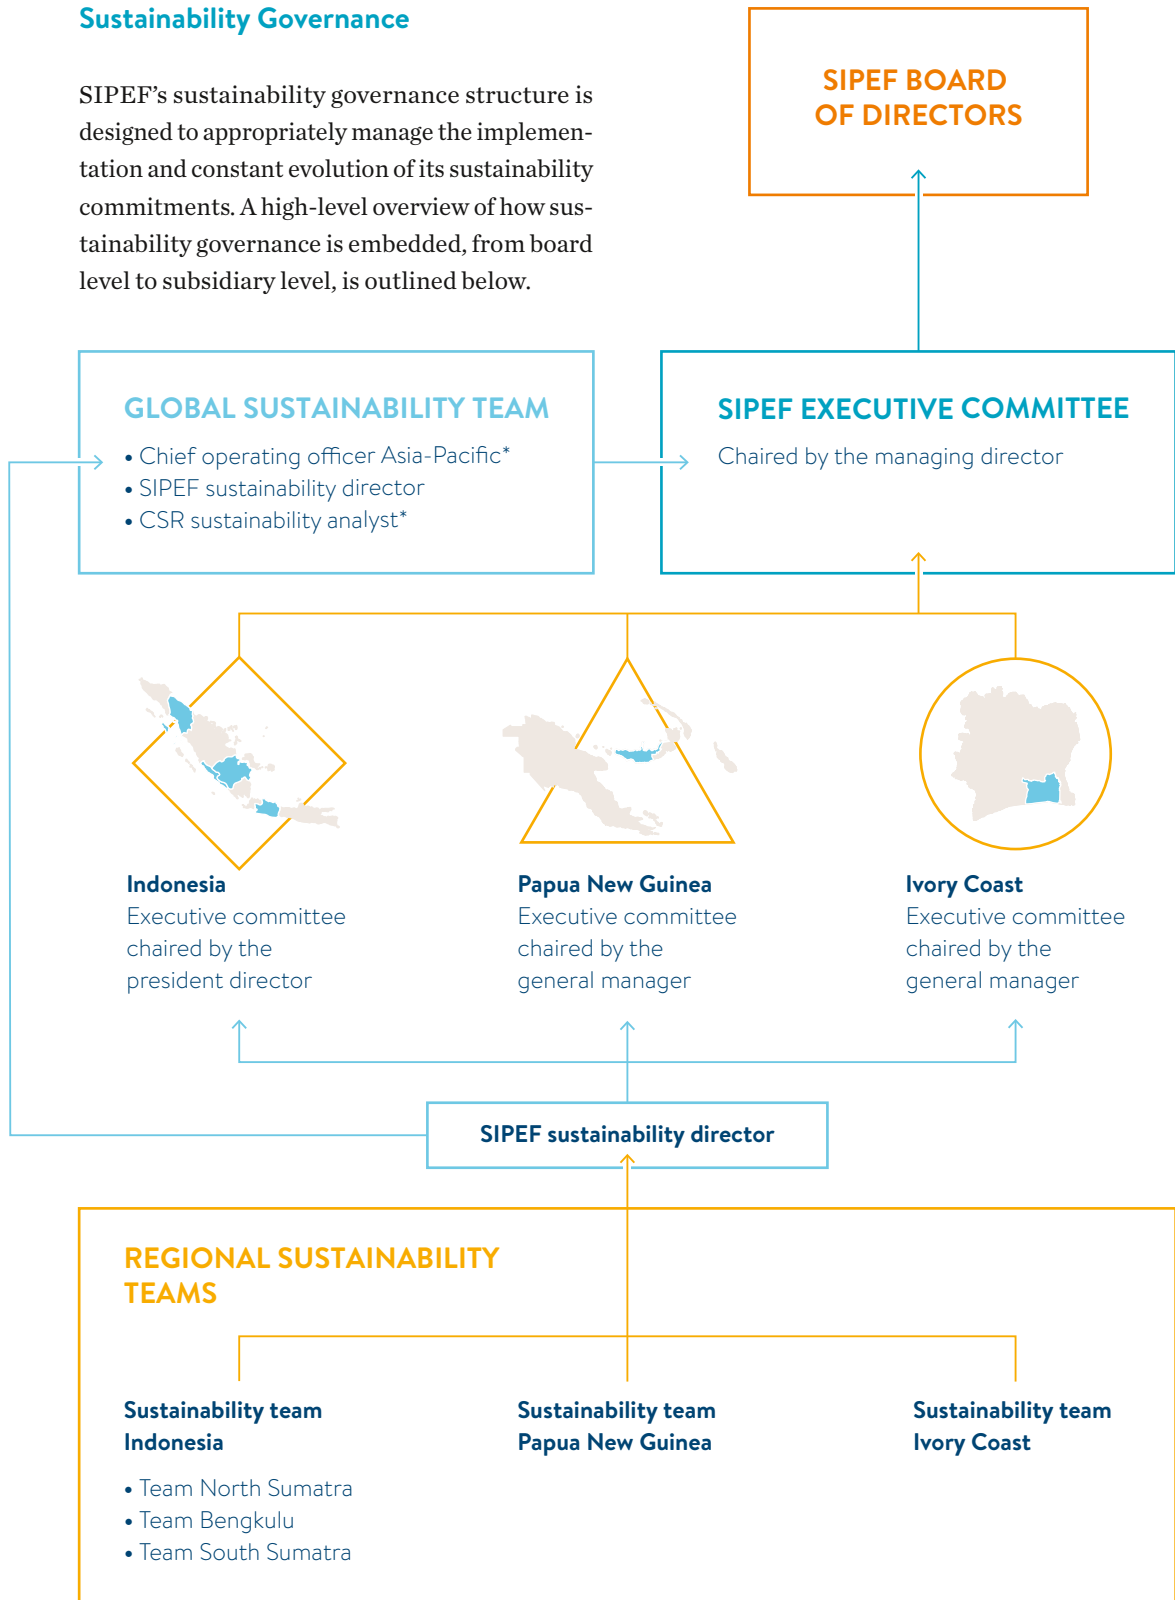 Sustainability Governance
SIPEF’s sustainability governance structure is
designed to appropriately manage the implemen-
tation and constant evolution of its sustainability
commitments. A high-level overview of how sus-
tainability governance is embedded, from board
level to subsidiary level, is outlined below.
SIPEF BOARD
OF DIRECTORS
GLOBAL SUSTAINABILITY TEAM
• Chief operating officer Asia-Pacific*
• SIPEF sustainability director
• CSR sustainability analyst*
SIPEF EXECUTIVE COMMITTEE
Chaired by the managing director
Indonesia
Executive committee
chaired by the
president director
Papua New Guinea
Executive committee
chaired by the
general manager
Ivory Coast
Executive committee
chaired by the
general manager
SIPEF sustainability director
REGIONAL SUSTAINABILITY
TEAMS
Sustainability team
Indonesia
• Team North Sumatra
• Team Bengkulu
• Team South Sumatra
Sustainability team
Papua New Guinea
Sustainability team
Ivory Coast